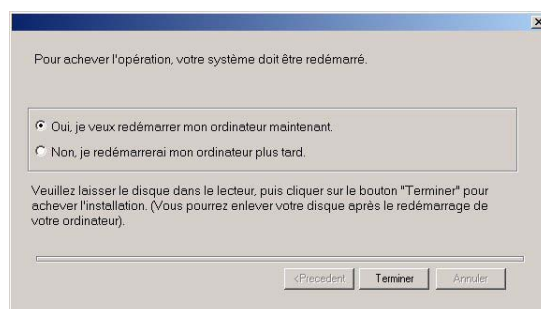 Pour achever l'opération, votre système doit être redémarré.
Oui, je veux redémarrer mon ordinateur maintenant.
Non, je redémarrerai mon ordinateur plus tard.
Veuillez laisser le disque dans le lecteur, puis cliquer sur le bouton "Terminer" pour
achever l'installation. (Vous pourrez enlever votre disque après le redémarrage de
votre ordinateur).
<Precedent Terminer Annuler